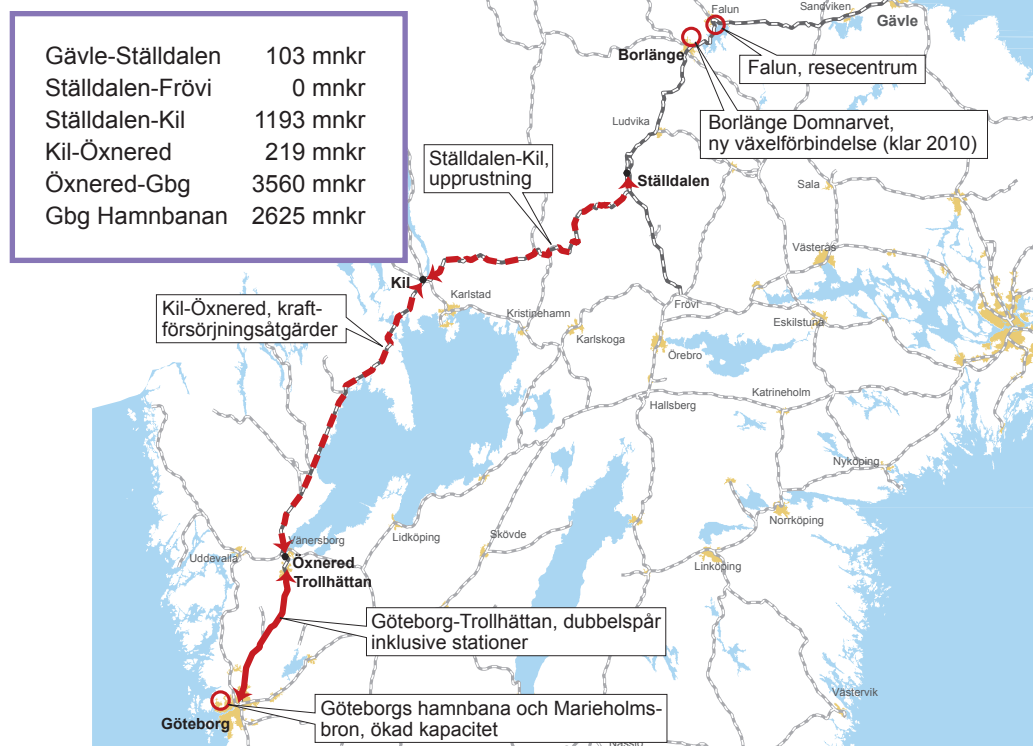 Gävle-Ställdalen 103 mnkr
Ställdalen-Frövi 0 mnkr
Ställdalen-Kil 1193 mnkr
Kil-Öxnered 219 mnkr
Öxnered-Gbg 3560 mnkr
Gbg Hamnbanan 2625 mnkr
Falun
Sandviken
Gävle
Borlänge
Falun, resecentrum
Borlänge Domnarvet,
ny växelförbindelse (klar 2010)
Ludvika
Ställdalen-Kil,
upprustning
Ställdalen
Sala
Västerås
Kil
Karlstad
Kil-Öxnered, kraft-
försörjningsåtgärder
Kristinehamn
Karlskoga
Frövi
Örebro
Eskilstuna
Hallsberg
Katrineholm
Nyköping
Norrköping
Linköping
Lidköping
Skövde
Vänersborg
Uddevalla
Öxnered
Trollhättan
Göteborg-Trollhättan, dubbelspår
inklusive stationer
Göteborgs hamnbana och Marieholms-
bron, ökad kapacitet
Göteborg
Västervik
Nässjö